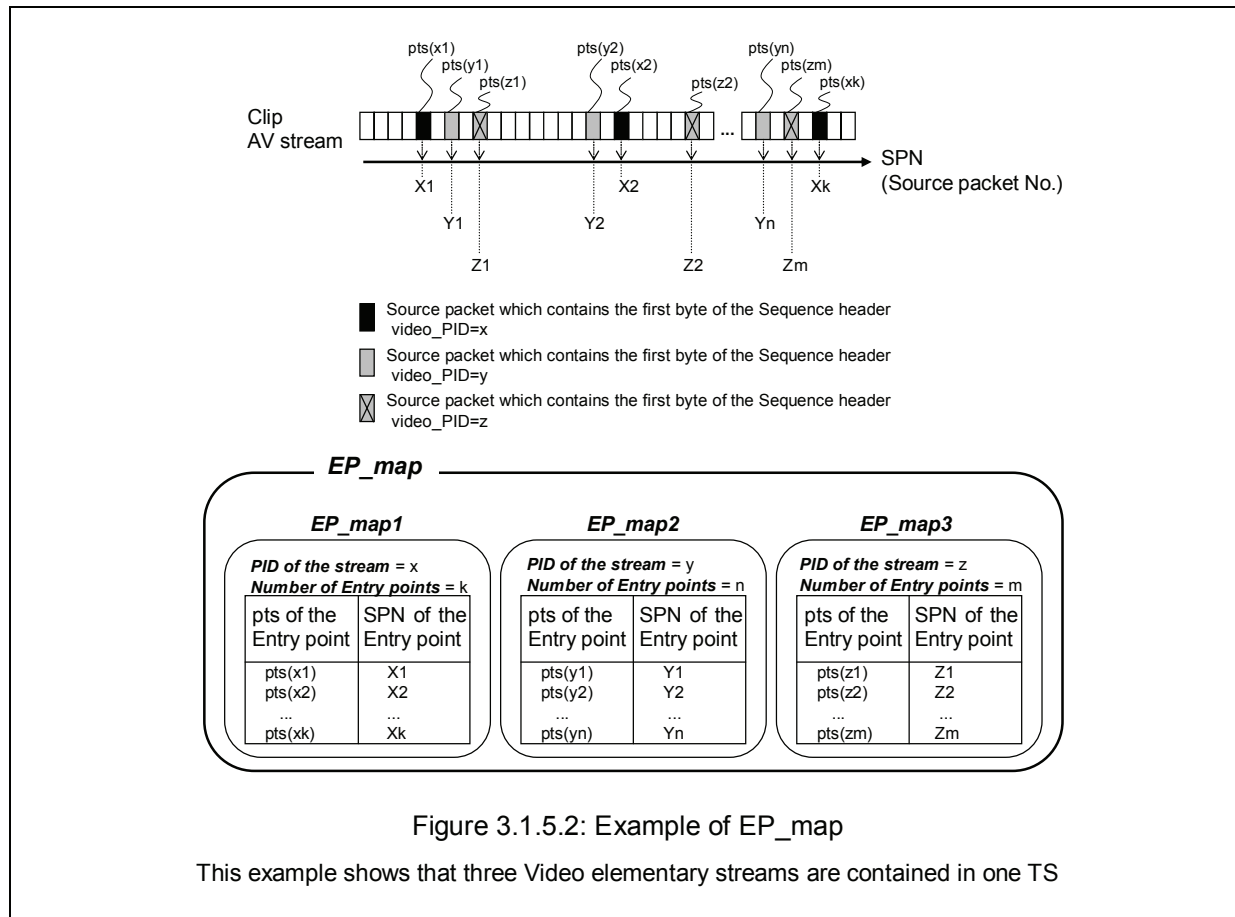 pts(x1)
pts(y1)
pts(z1)
pts(y2)
pts(x2)
pts(z2)
pts(yn)
pts(zm)
pts(xk)
Clip
AV stream
...
SPN
(Source packet No.)
X1
X2
Xk
Y1
Y2
Yn
Z1
Z2
Zm
Source packet which contains the first byte of the Sequence header
video_PID=x
Source packet which contains the first byte of the Sequence header
video_PID=y
Source packet which contains the first byte of the Sequence header
video_PID=z
EP_map
EP_map1
PID of the stream = x
Number of Entry points = k
pts of the Entry point SPN of the Entry point
pts(x1) X1
pts(x2) X2
... ...
pts(xk) Xk
EP_map2
PID of the stream = y
Number of Entry points = n
pts of the Entry point SPN of the Entry point
pts(y1) Y1
pts(y2) Y2
... ...
pts(yn) Yn
EP_map3
PID of the stream = z
Number of Entry points = m
pts of the Entry point SPN of the Entry point
pts(z1) Z1
pts(z2) Z2
... ...
pts(zm) Zm
Figure 3.1.5.2: Example of EP_map
This example shows that three Video elementary streams are contained in one TS